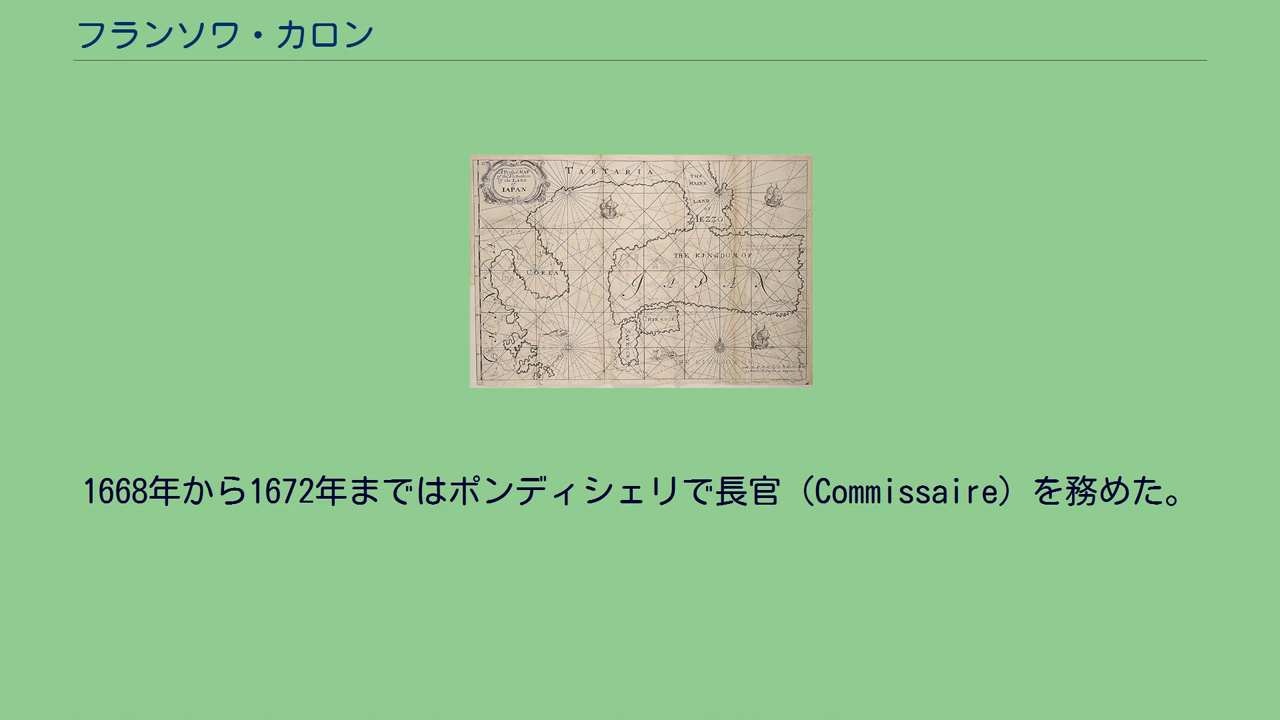 フランソワ・カロン
TARTARIA
THE
MAINE
LAND
OF
IEZZO
IAPAN
THE KINGDOM OF
COREA
IAPAN
1668年から1672年まではポンディシェリで長官（Commissaire）を務めた。